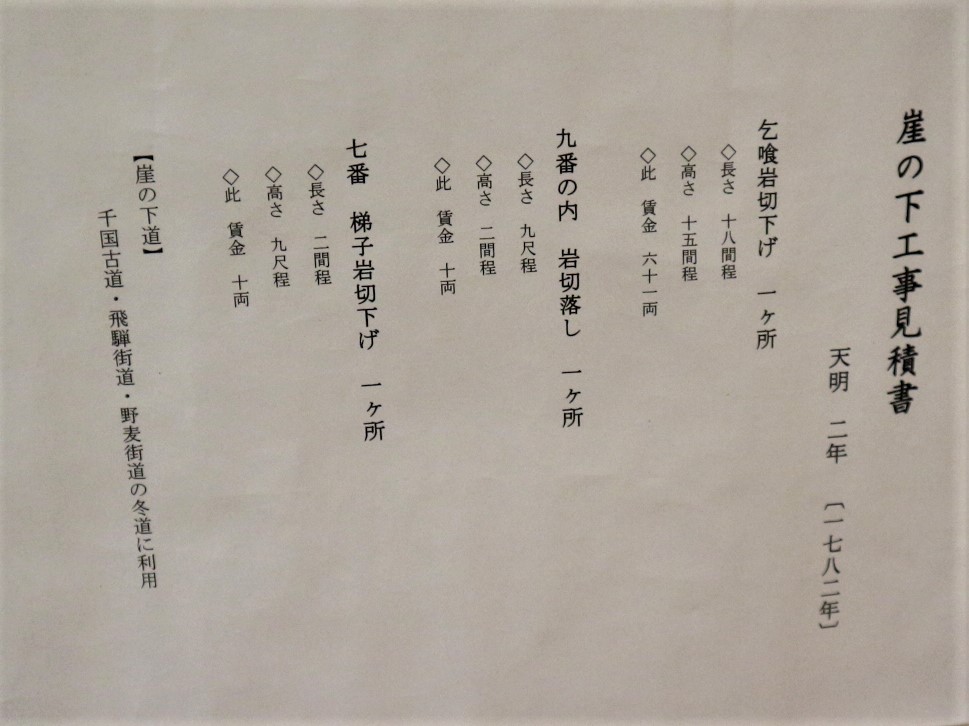 崖の下工事見積書
天明 二年 〔一七八二年〕
乞喰岩切下げ 一ヶ所
◇長さ 十八間程
◇高さ 十五間程
◇此 賃金 六十一両
九番の内 岩切落し 一ヶ所
◇長さ 九尺程
◇高さ 二間程
◇此 賃金 十両
七番 梯子岩切下げ 一ヶ所
◇長さ 二間程
◇高さ 九尺程
◇此 賃金 十両
【崖の下道】
千国古道・飛騨街道・野麦街道の冬道に利用